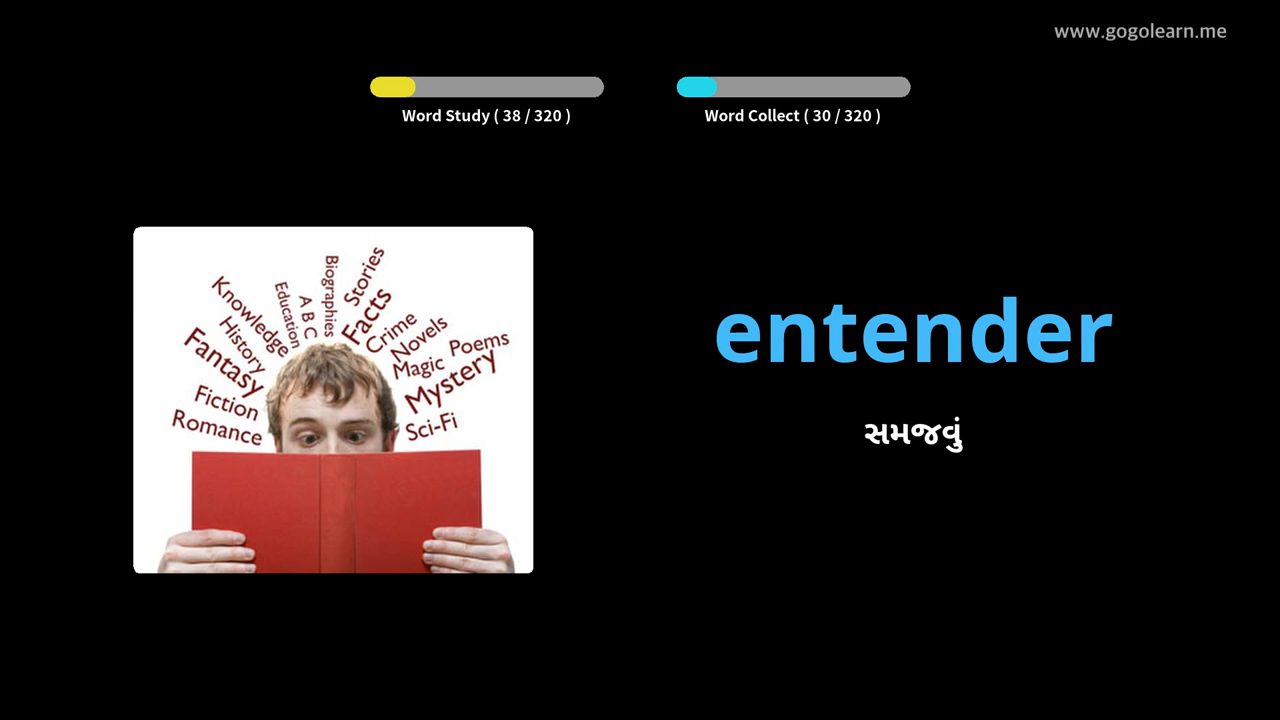 www.gogolearn.me
Word Study ( 38 / 320 )
Word Collect ( 30 / 320 )
Knowledge
Education
A B C
Biographies
Stories
Facts
History
Crime
Novels
Fantasy
Magic
Poems
Mystery
Fiction
Romance
Sci-Fi
entender
સમજવું